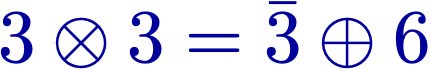 3 ⊗ 3 = 3̄ ⊕ 6